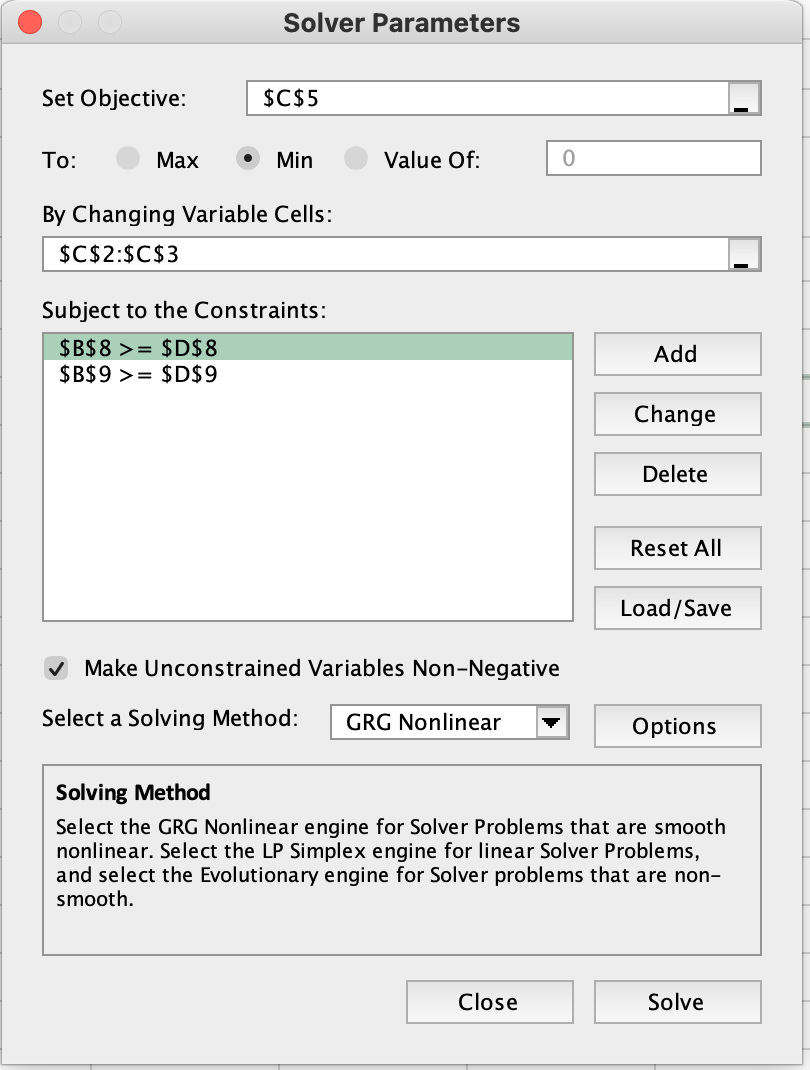 Solver Parameters
Set Objective: $C$5
To: Max Min Value Of: 0
By Changing Variable Cells:
$C$2:$C$3
Subject to the Constraints:
$B$8 >= $D$8
$B$9 >= $D$9
Add
Change
Delete
Reset All
Load/Save
Make Unconstrained Variables Non-Negative
Select a Solving Method: GRG Nonlinear Options
Solving Method
Select the GRG Nonlinear engine for Solver Problems that are smooth
nonlinear. Select the LP Simplex engine for linear Solver Problems,
and select the Evolutionary engine for Solver problems that are non-
smooth.
Close Solve